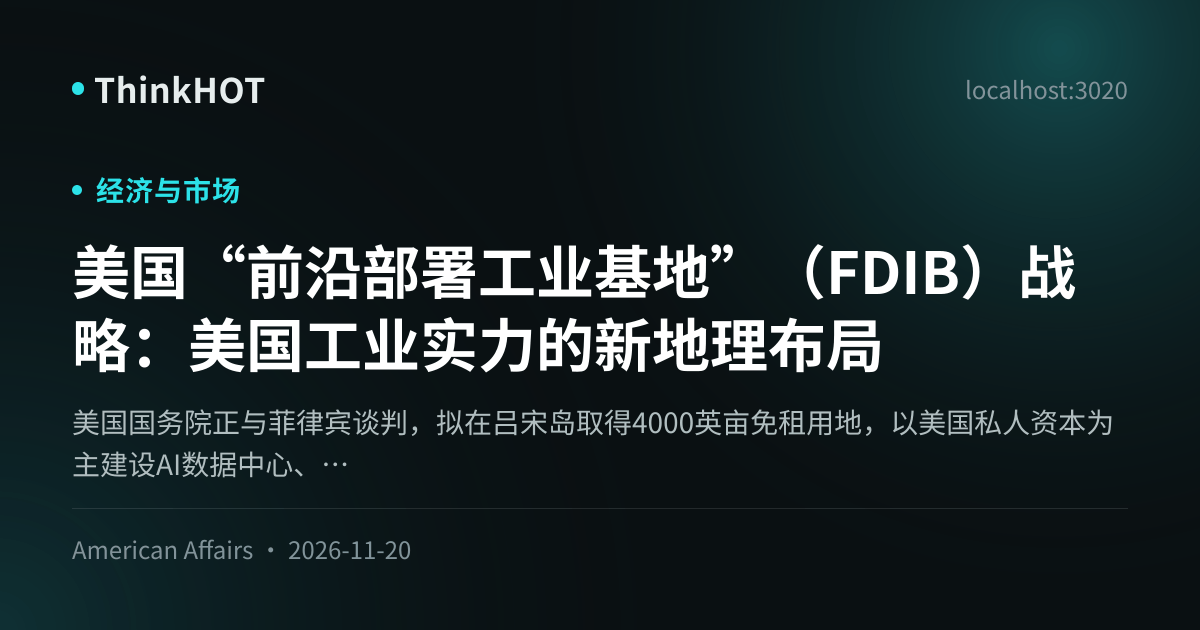 ThinkHOT
localhost:3020
经济与市场
美国“前沿部署工业基地”（FDIB）战
略：美国工业实力的新地理布局
美国国务院正与菲律宾谈判，拟在吕宋岛取得4000英亩免租用地，以美国私人资本为
主建设AI数据中心、…
American Affairs · 2026-11-20